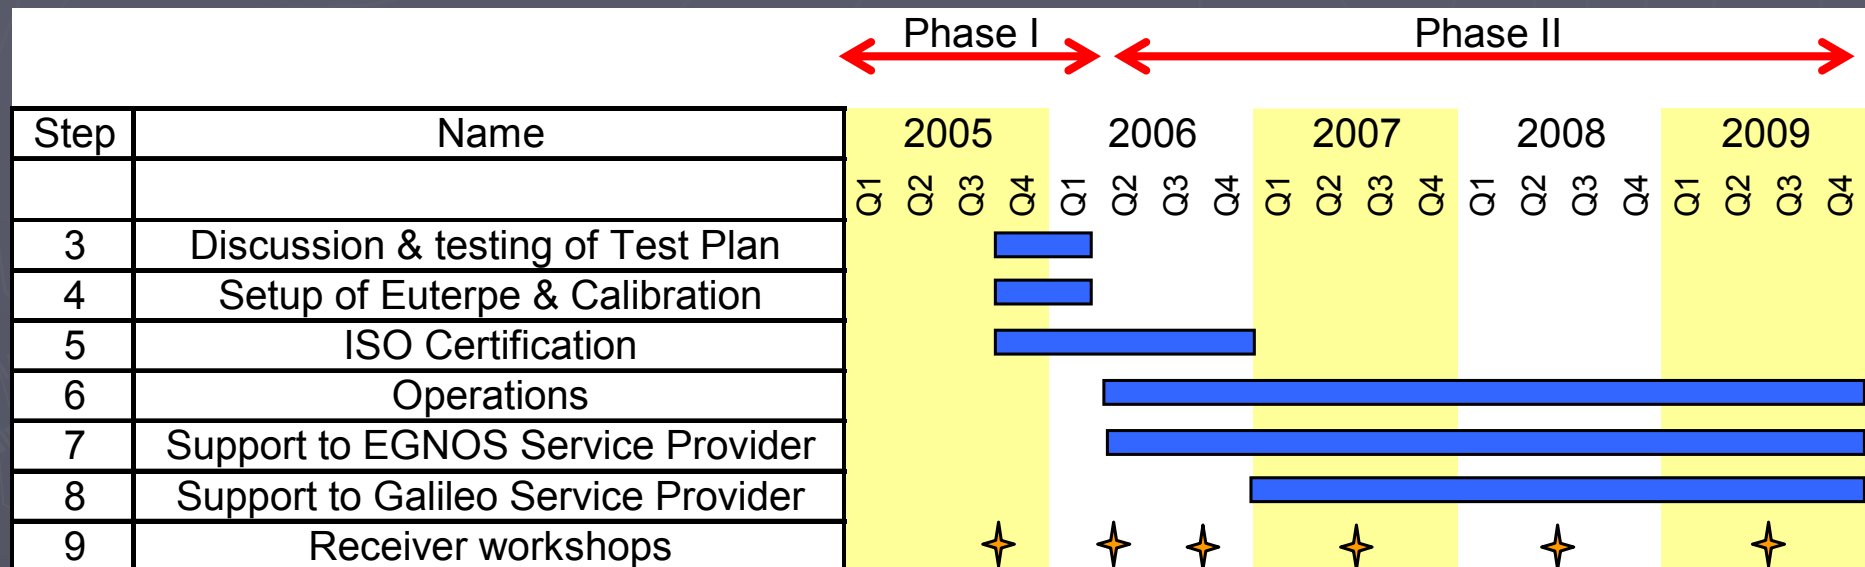 Phase I Phase II
Step Name 2005 2006 2007 2008 2009
Q1 Q2 Q3 Q4 Q1 Q2 Q3 Q4 Q1 Q2 Q3 Q4 Q1 Q2 Q3 Q4 Q1 Q2 Q3 Q4
3 Discussion & testing of Test Plan
4 Setup of Euterpe & Calibration
5 ISO Certification
6 Operations
7 Support to EGNOS Service Provider
8 Support to Galileo Service Provider
9 Receiver workshops